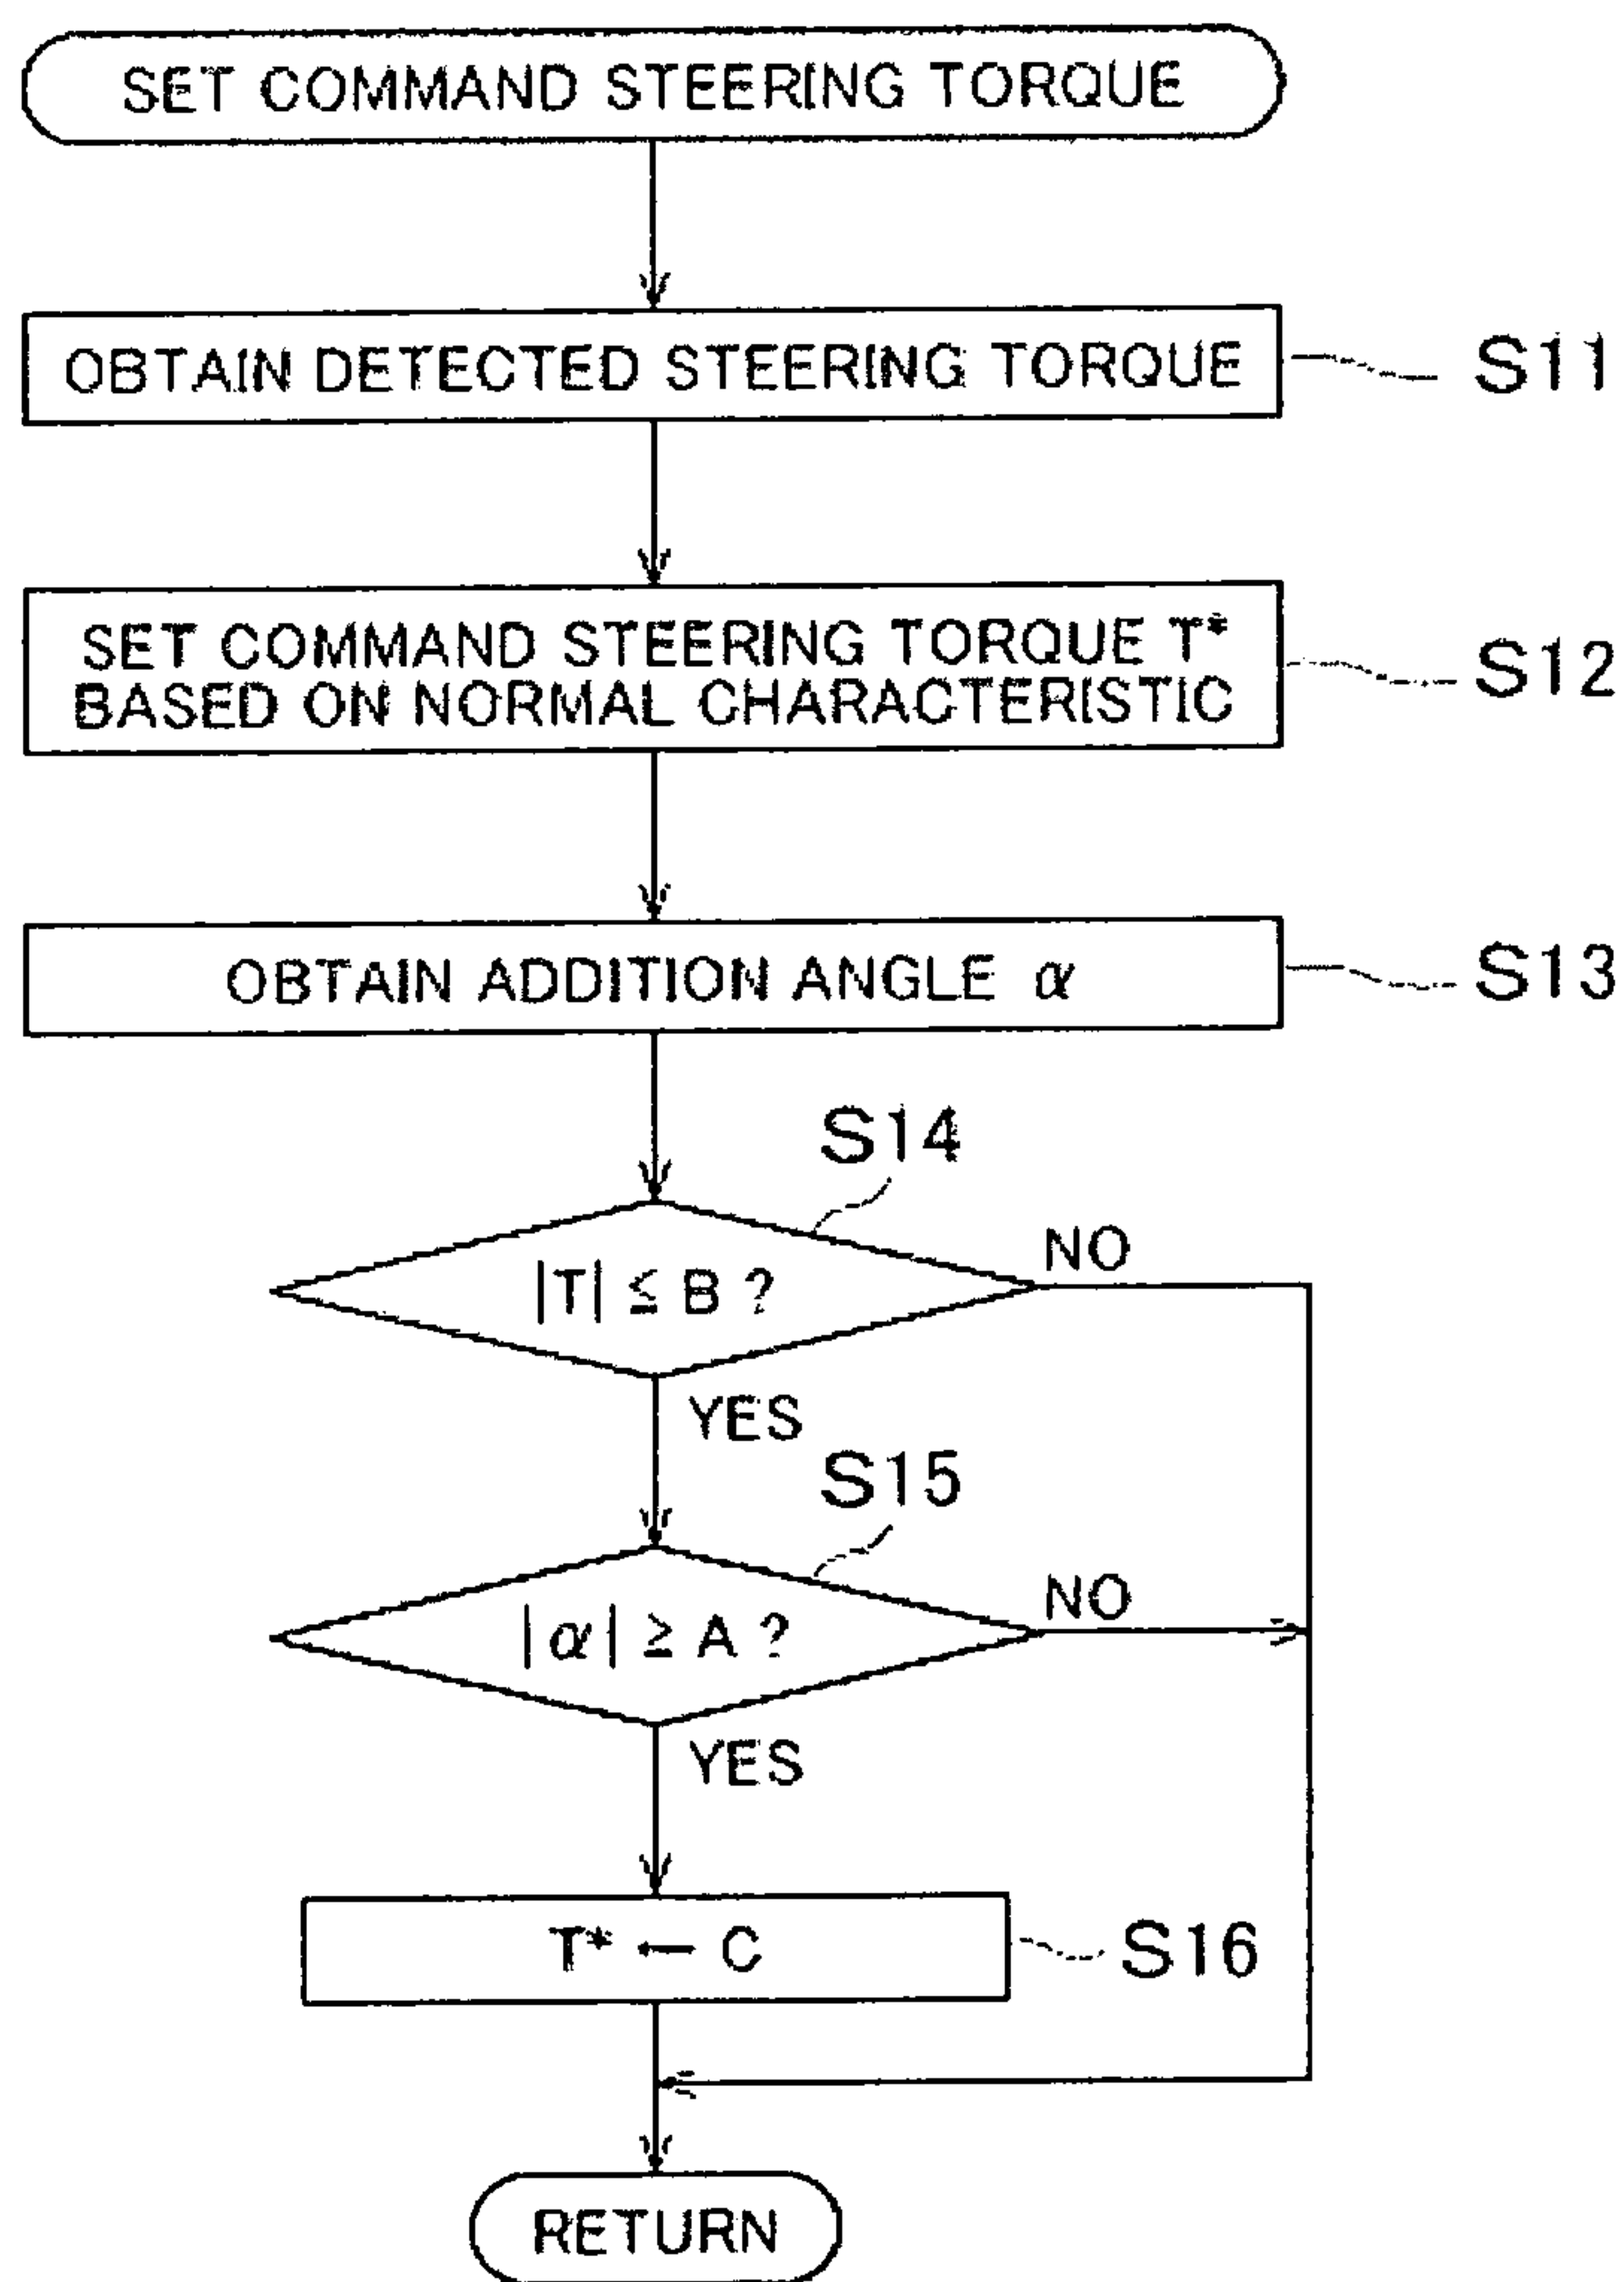 SET COMMAND STEERING TORQUE
OBTAIN DETECTED STEERING TORQUE
S11
SET COMMAND STEERING TORQUE T*
BASED ON NORMAL CHARACTERISTIC
S12
OBTAIN ADDITION ANGLE α
S13
S14
|T| ≤ B ?
NO
YES
S15
|α| ≥ A ?
NO
YES
T* ← C
S16
RETURN